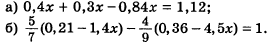 а) 0,4x + 0,3x – 0,84x = 1,12;
б) 5/7(0,21 – 1,4x) – 4/9(0,36 – 4,5x) = 1.